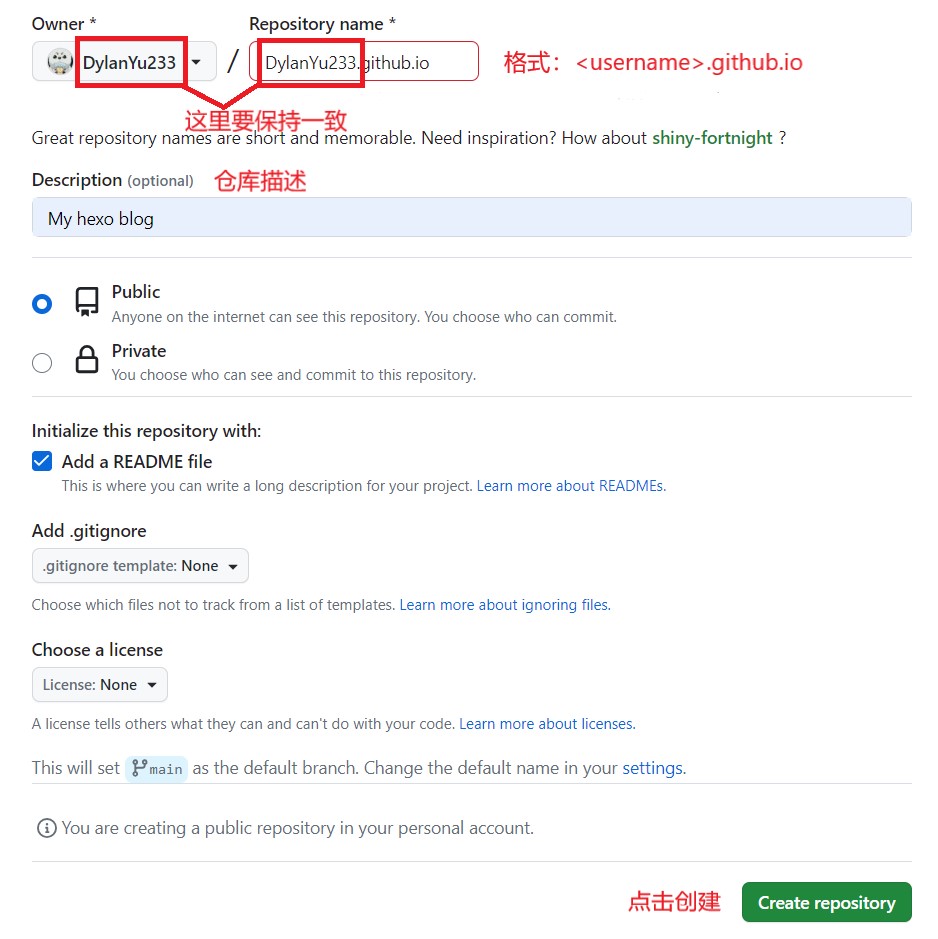 Owner * Repository name *
DylanYu233 / DylanYu233.github.io 格式：<username>.github.io
这里要保持一致
Great repository names are short and memorable. Need inspiration? How about shiny-fortnight ?
Description (optional) 仓库描述
My hexo blog
Public
Anyone on the internet can see this repository. You choose who can commit.
Private
You choose who can see and commit to this repository.
Initialize this repository with:
Add a README file
This is where you can write a long description for your project. Learn more about READMEs.
Add .gitignore
.gitignore template: None
Choose which files not to track from a list of templates. Learn more about ignoring files.
Choose a license
License: None
A license tells others what they can and can't do with your code. Learn more about licenses.
This will set main as the default branch. Change the default name in your settings.
You are creating a public repository in your personal account.
点击创建 Create repository